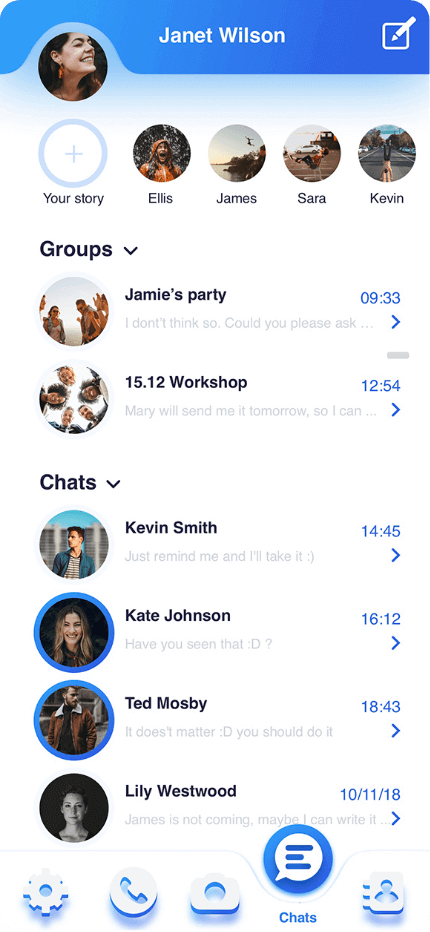 Janet Wilson
Your story
Ellis
James
Sara
Kevin
Groups
Jamie's party
09:33
I dont't think so. Could you please ask ...
15.12 Workshop
12:54
Mary will send me it tomorrow, so I can ...
Chats
Kevin Smith
14:45
Just remind me and I'll take it :)
Kate Johnson
16:12
Have you seen that :D ?
Ted Mosby
18:43
It does't matter :D you should do it
Lily Westwood
10/11/18
James is not coming, maybe I can write it ...
Chats